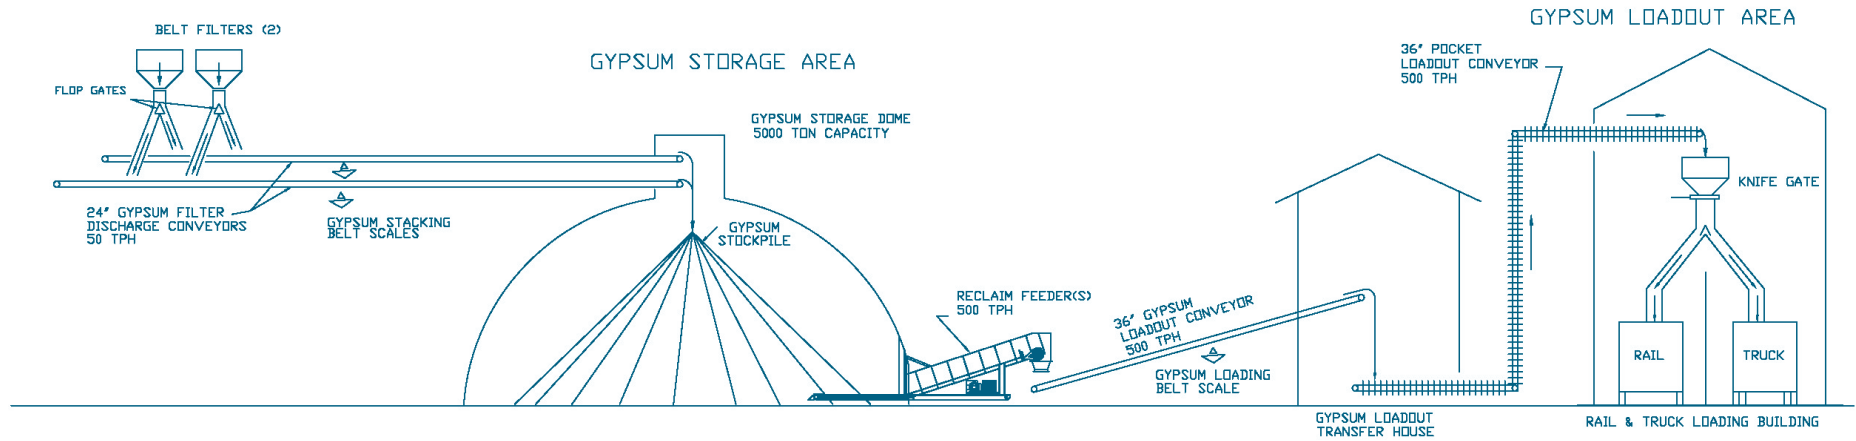 GYPSUM LOADOUT AREA
BELT FILTERS (2)
GYPSUM STORAGE AREA
36" POCKET
LOADOUT CONVEYOR
500 TPH
FLOP GATES
GYPSUM STORAGE DOME
5000 TON CAPACITY
KNIFE GATE
24" GYPSUM FILTER
DISCHARGE CONVEYORS
50 TPH
GYPSUM STACKING
BELT SCALES
GYPSUM
STOCKPILE
RECLAIM FEEDER(S)
500 TPH
36" GYPSUM
LOADOUT CONVEYOR
500 TPH
GYPSUM LOADING
BELT SCALE
RAIL
TRUCK
GYPSUM LOADOUT
TRANSFER HOUSE
RAIL & TRUCK LOADING BUILDING